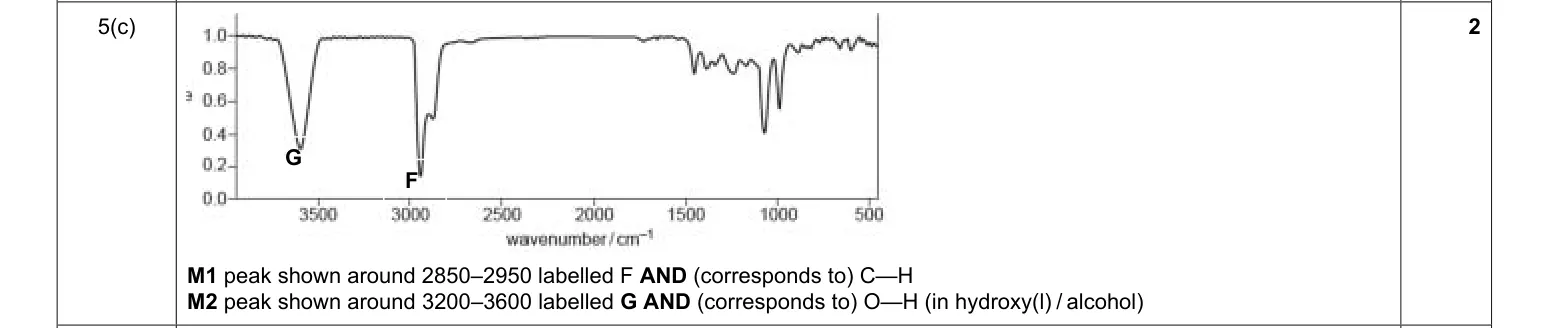 5(c)
2
1.0
0.8
ω 0.6
0.4
G
0.2
F
0.0
3500 3000 2500 2000 1500 1000 500
wavenumber / cm⁻¹
M1 peak shown around 2850–2950 labelled F AND (corresponds to) C—H
M2 peak shown around 3200–3600 labelled G AND (corresponds to) O—H (in hydroxy(l) / alcohol)